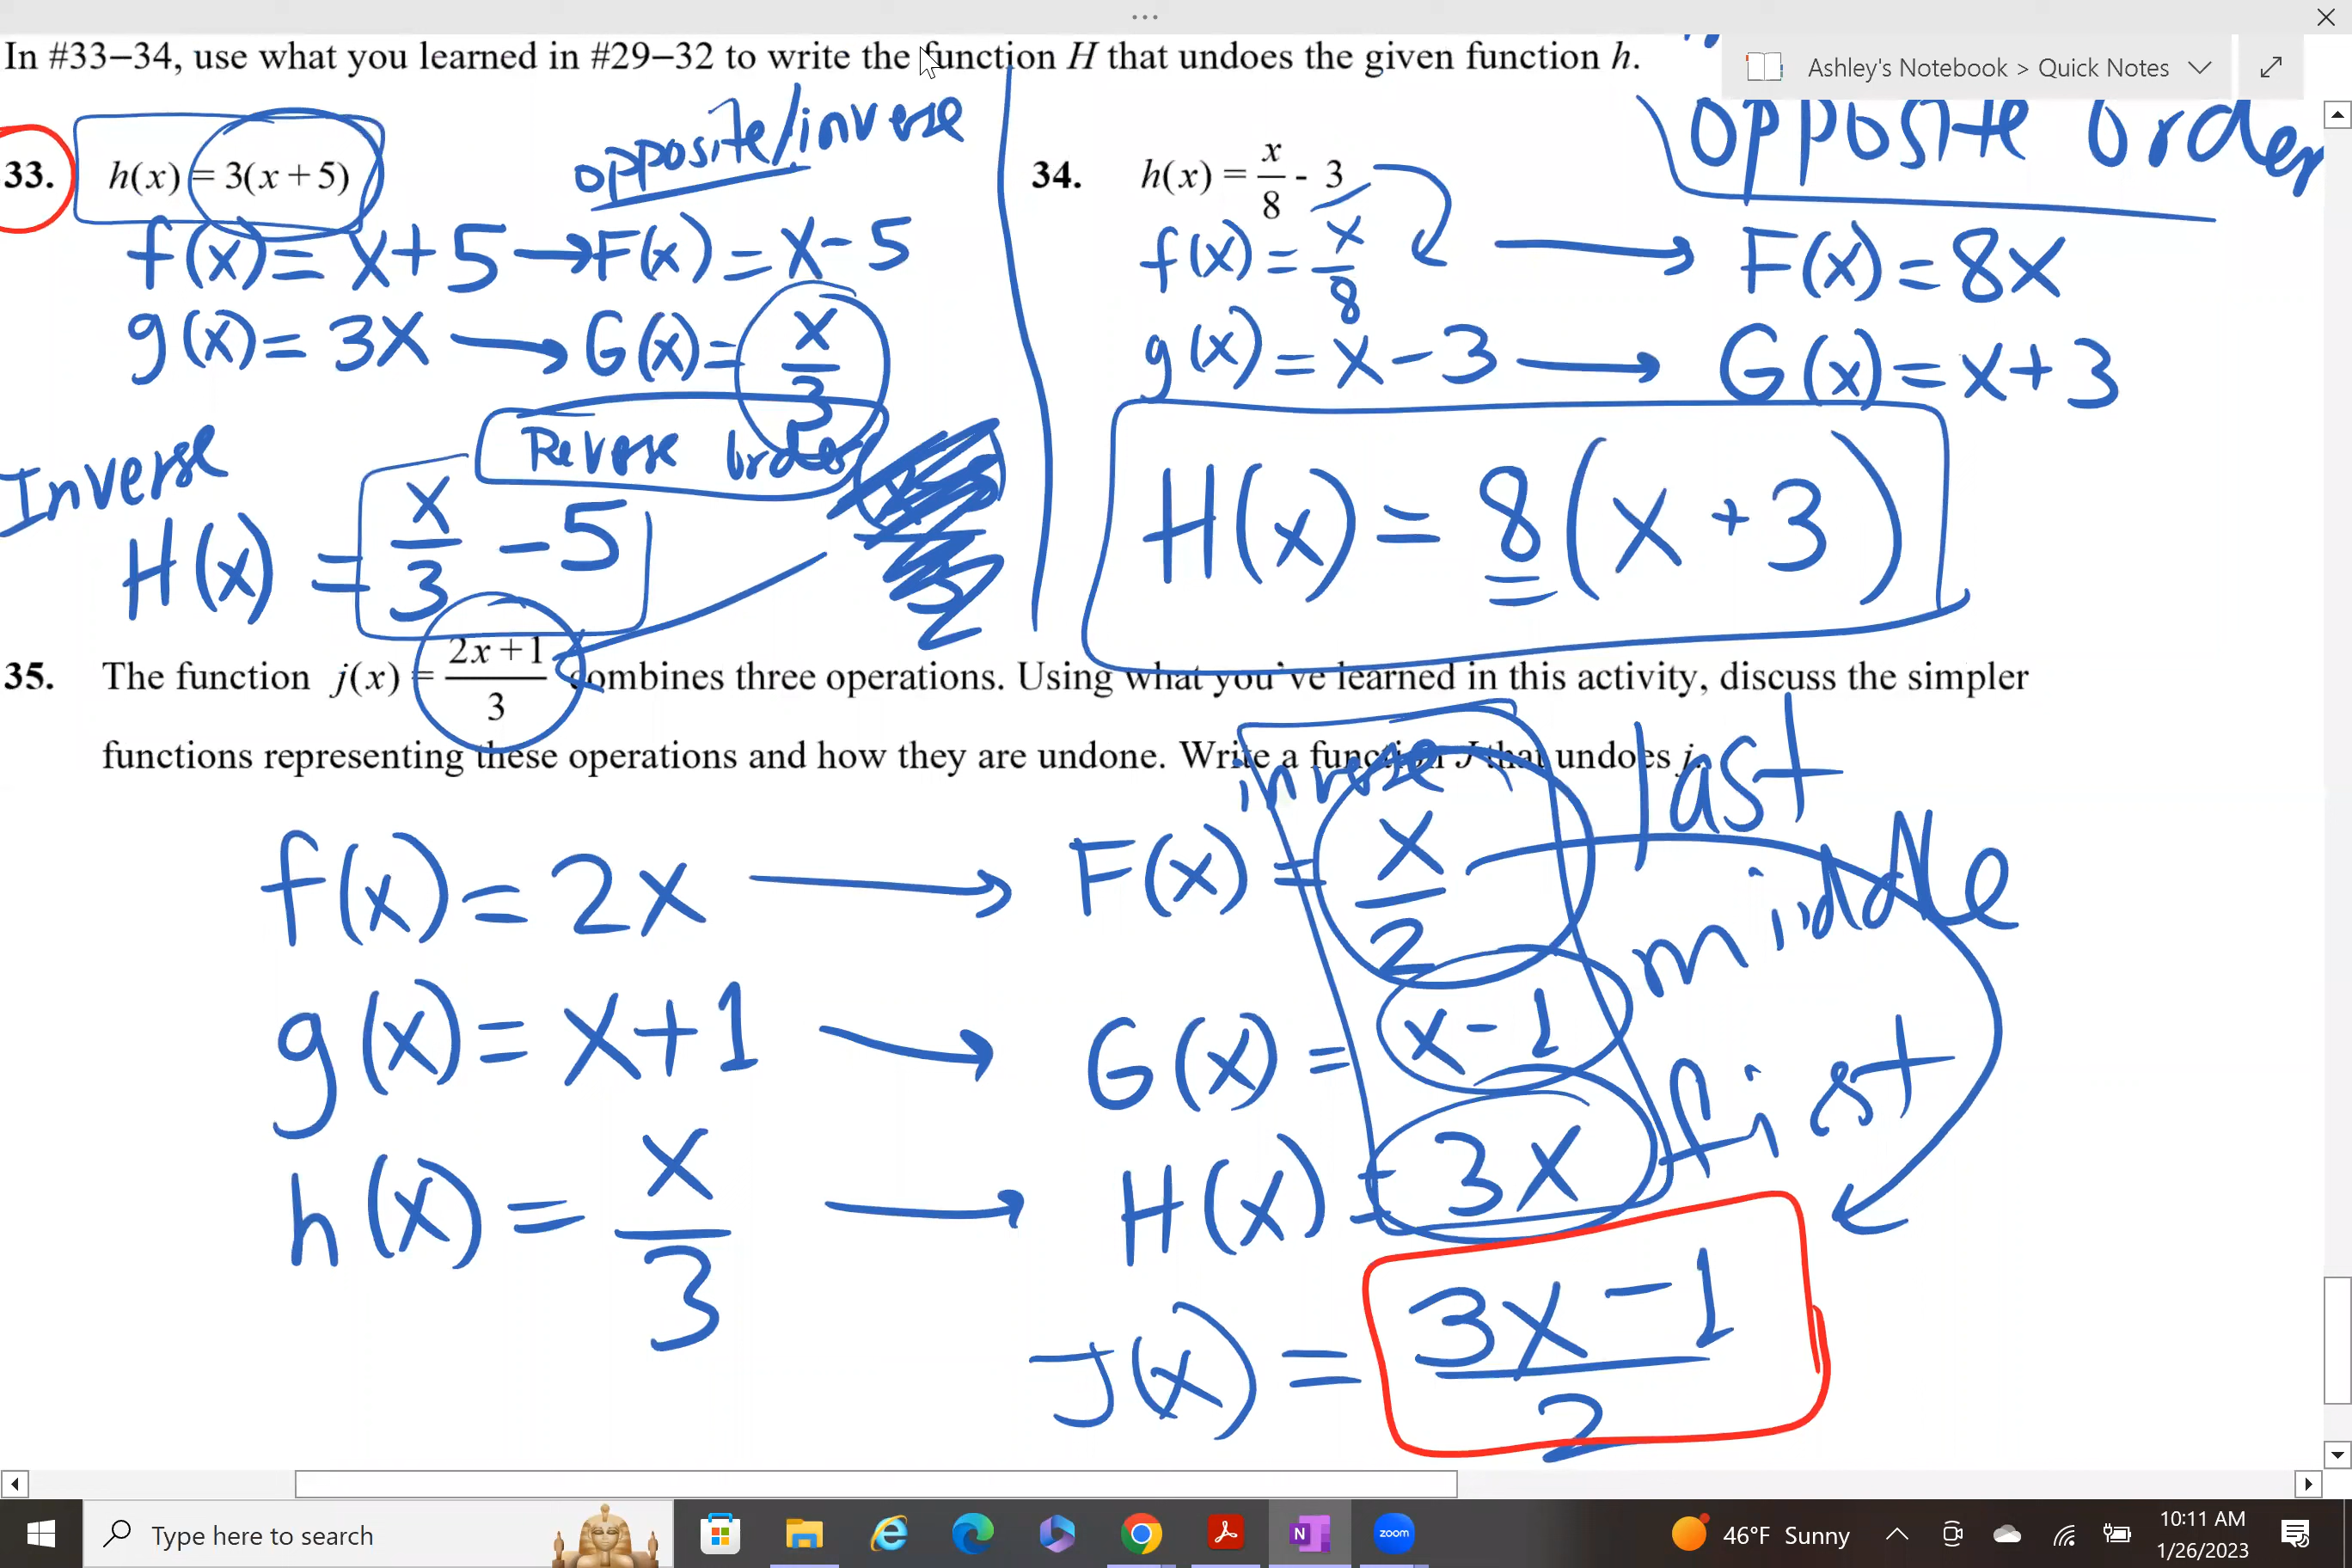 In #33–34, use what you learned in #29–32 to write the function H that undoes the given function h.
Ashley's Notebook > Quick Notes
opposite order
33. h(x) = 3(x+5)
opposite/inverse
f(x) = x+5 → F(x) = x-5
g(x) = 3x → G(x) = x/3
Reverse order
Inverse
H(x) = x/3 - 5
34. h(x) = x/8 - 3
f(x) = x/8 → F(x) = 8x
g(x) = x-3 → G(x) = x+3
H(x) = 8(x+3)
35. The function j(x) = (2x+1)/3 combines three operations. Using what you've learned in this activity, discuss the simpler
functions representing these operations and how they are undone. Write a function J that undoes j.
inverse
f(x) = 2x → F(x) = x/2 last
g(x) = x+1 → G(x) = x-1 middle
h(x) = x/3 → H(x) = 3x first
J(x) = (3x-1)/2
Type here to search
zoom
46°F Sunny
10:11 AM
1/26/2023